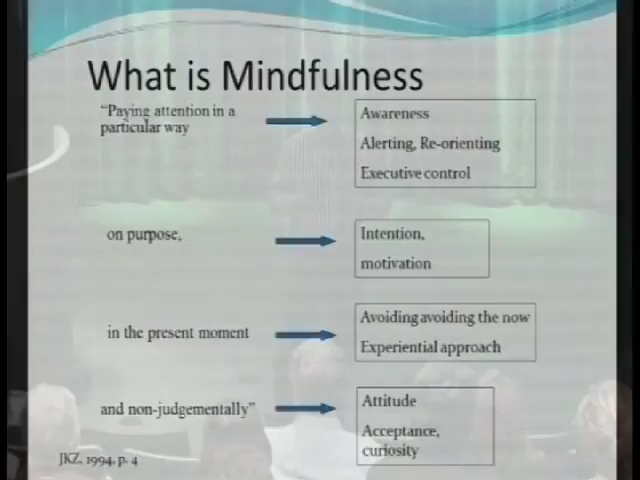 What is Mindfulness
"Paying attention in a
particular way
Awareness
Alerting, Re-orienting
Executive control
on purpose,
Intention,
motivation
in the present moment
Avoiding avoiding the now
Experiential approach
and non-judgementally"
Attitude
Acceptance,
curiosity
JKZ, 1994, p. 4